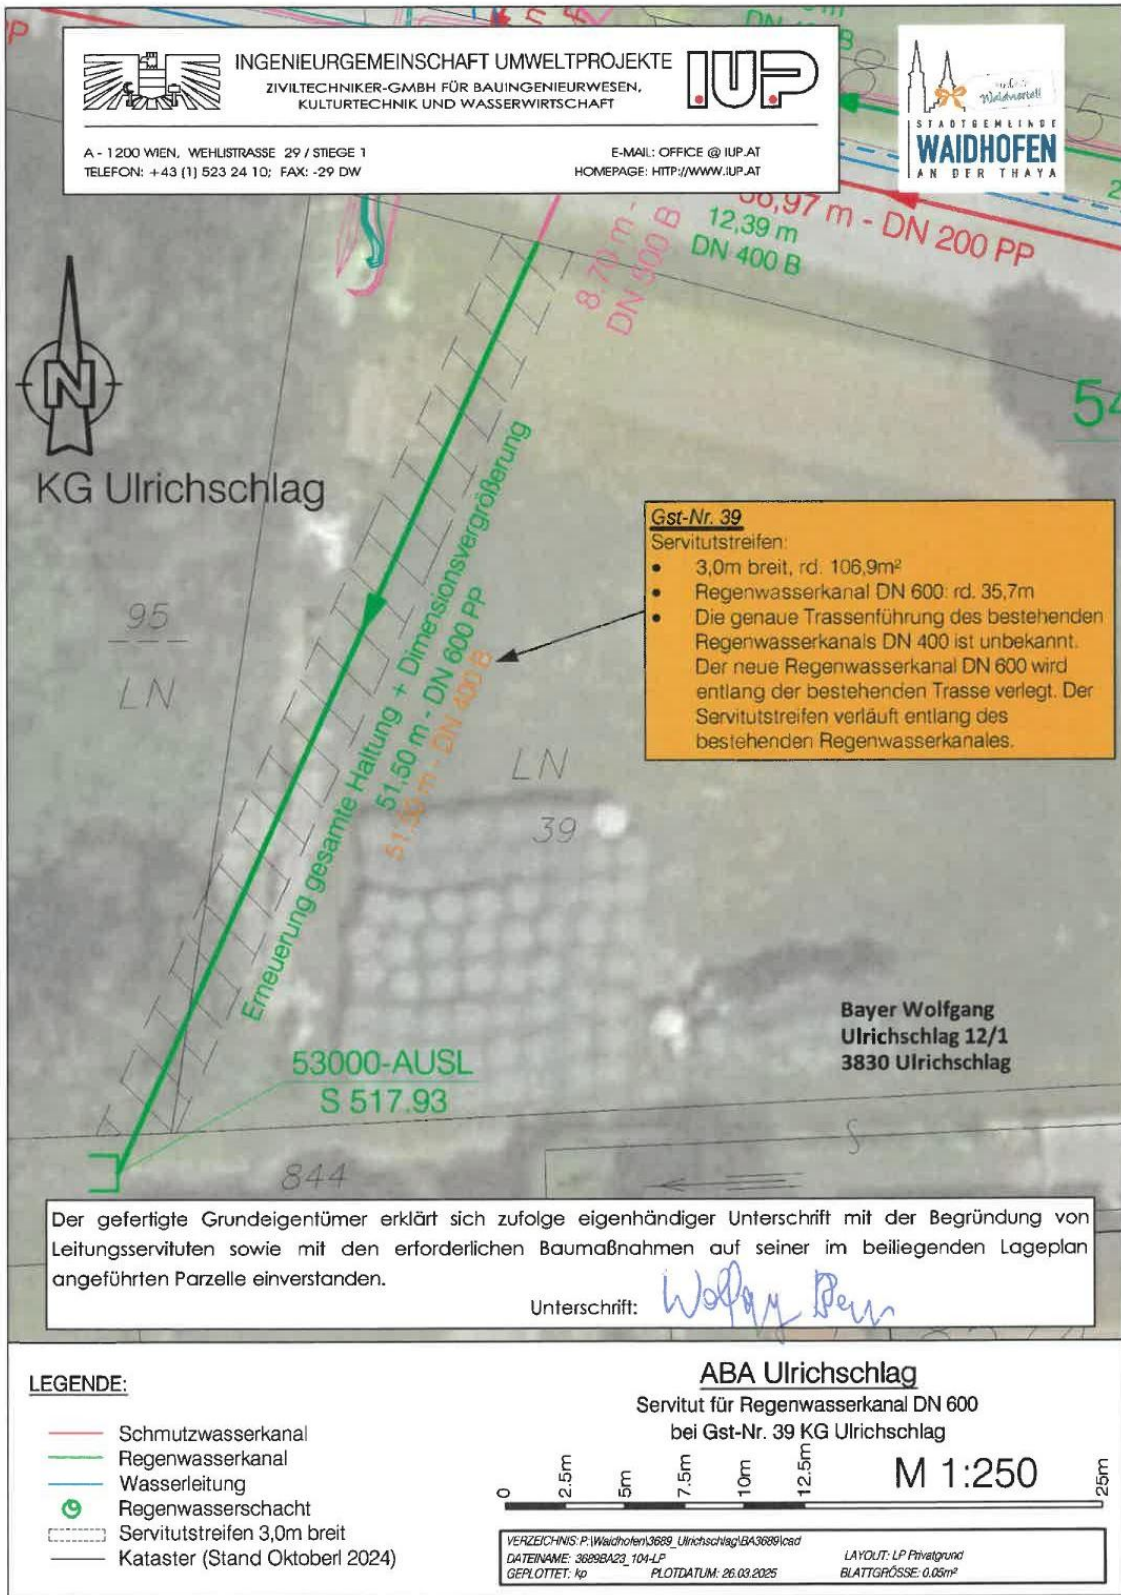 INGENIEURGEMEINSCHAFT UMWELTPROJEKTE
ZIVILTECHNIKER-GMBH FÜR BAUINGENIEURWESEN,
KULTURTECHNIK UND WASSERWIRTSCHAFT
IUP
A - 1200 WIEN, WEHLISTRASSE 29 / STIEGE 1
TELEFON: +43 (1) 523 24 10; FAX: -29 DW
E-MAIL: OFFICE @ IUP.AT
HOMEPAGE: HTTP://WWW.IUP.AT
Waldviertel
STADTGEMEINDE
WAIDHOFEN
AN DER THAYA
8,70 m -
DN 300 B
12,39 m
DN 400 B
,97 m - DN 200 PP
N
KG Ulrichschlag
54
95
LN
Erneuerung gesamte Haltung + Dimensionsvergrößerung
51,50 m - DN 600 PP
51,50 m - DN 400 B
Gst-Nr. 39
Servitutstreifen:
• 3,0m breit, rd. 106,9m²
• Regenwasserkanal DN 600: rd. 35,7m
• Die genaue Trassenführung des bestehenden
Regenwasserkanals DN 400 ist unbekannt.
Der neue Regenwasserkanal DN 600 wird
entlang der bestehenden Trasse verlegt. Der
Servitutstreifen verläuft entlang des
bestehenden Regenwasserkanales.
LN
39
Bayer Wolfgang
Ulrichschlag 12/1
3830 Ulrichschlag
53000-AUSL
S 517.93
844
Der gefertigte Grundeigentümer erklärt sich zufolge eigenhändiger Unterschrift mit der Begründung von
Leitungsservituten sowie mit den erforderlichen Baumaßnahmen auf seiner im beiliegenden Lageplan
angeführten Parzelle einverstanden.
Unterschrift:
LEGENDE:
Schmutzwasserkanal
Regenwasserkanal
Wasserleitung
Regenwasserschacht
Servitutstreifen 3,0m breit
Kataster (Stand Oktoberl 2024)
ABA Ulrichschlag
Servitut für Regenwasserkanal DN 600
bei Gst-Nr. 39 KG Ulrichschlag
0 2.5m 5m 7.5m 10m 12.5m 25m
M 1:250
VERZEICHNIS: P:\Waidhofen\3689_Ulrichschlag\BA3689\cad
DATEINAME: 3689BA23_104-LP
LAYOUT: LP Privatgrund
GEPLOTTET: kp
PLOTDATUM: 26.03.2025
BLATTGRÖSSE: 0.05m²